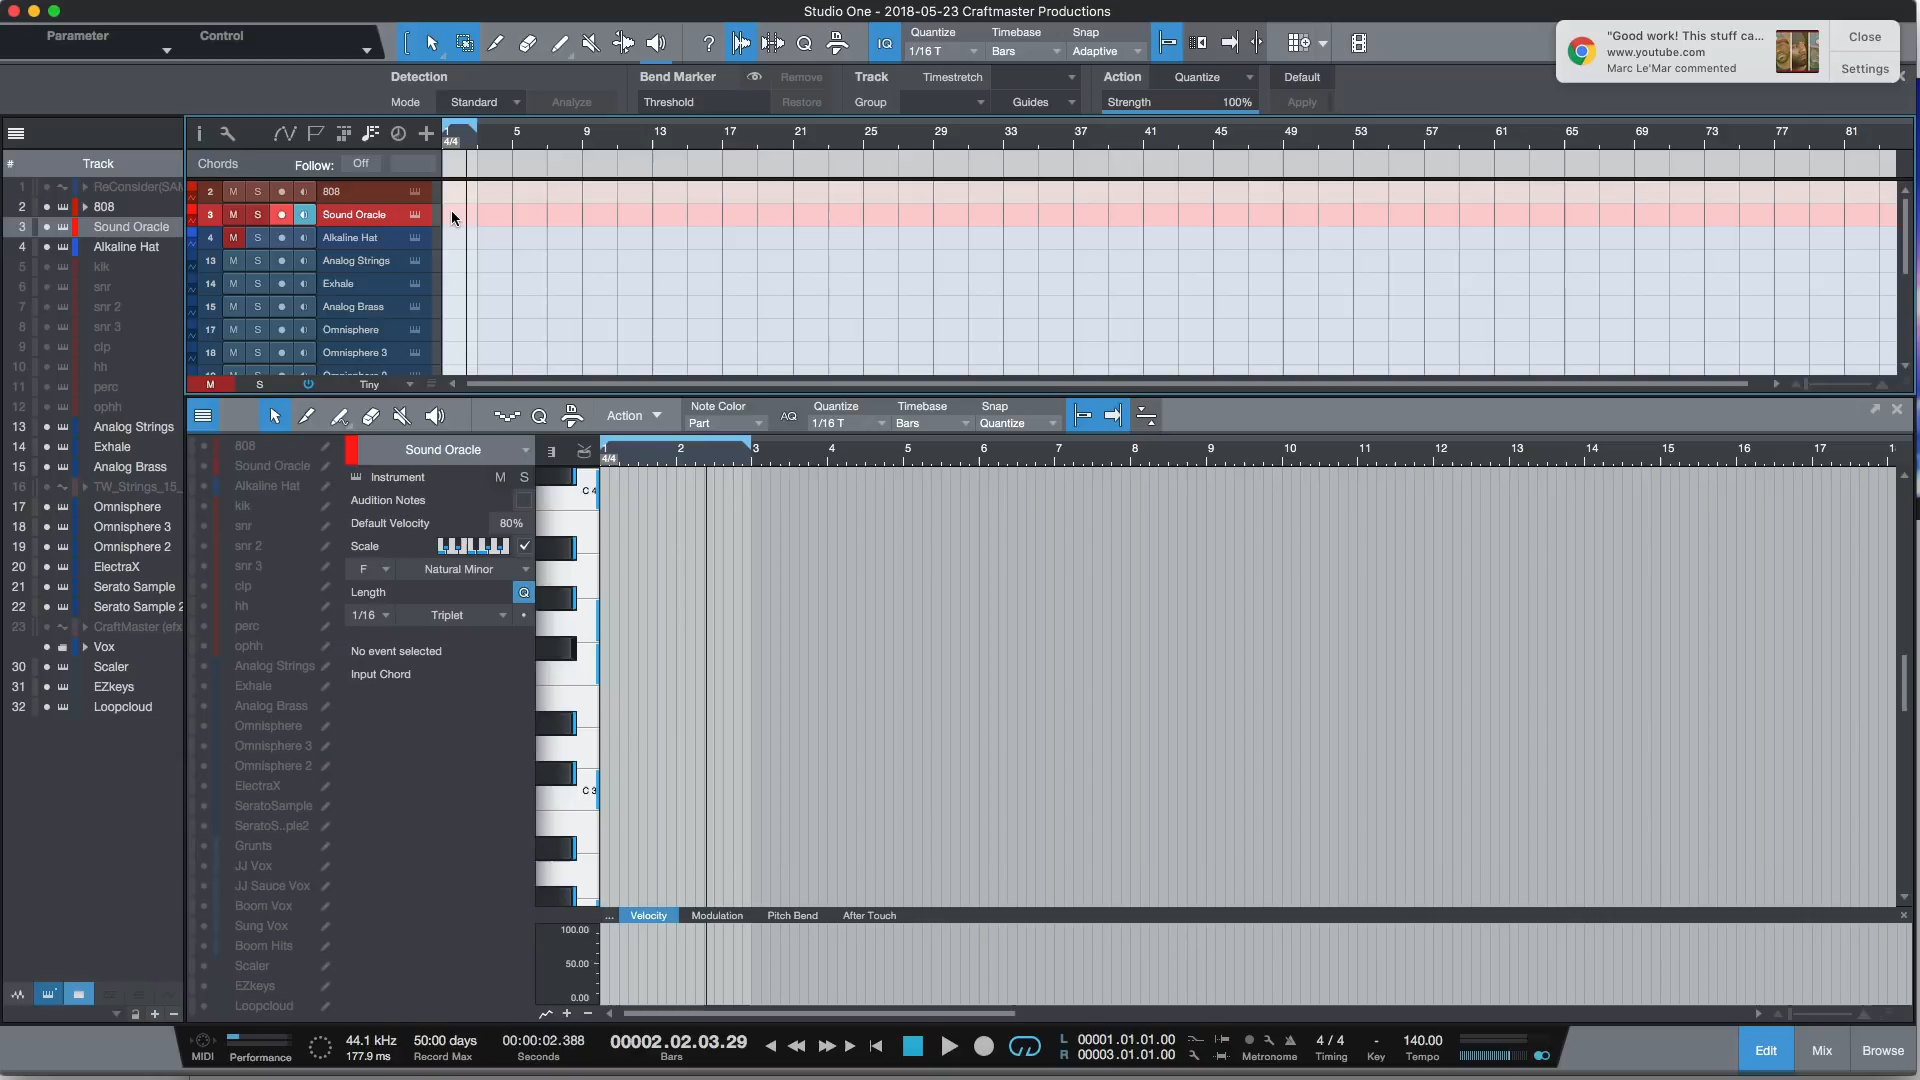 Studio One - 2018-05-23 Craftmaster Productions
Parameter
Control
Quantize
1/16 T
Timebase
Bars
Snap
Adaptive
IQ
"Good work! This stuff ca...
www.youtube.com
Marc Le'Mar commented
Close
Settings
Detection
Mode
Standard
Analyze
Bend Marker
Threshold
Remove
Restore
Track
Group
Timestretch
Guides
Action
Quantize
Default
Strength 100%
Apply
5 9 13 17 21 25 29 33 37 41 45 49 53 57 61 65 69 73 77 81
4/4
# Track
Chords Follow: Off
1 ReConsider(SAM
2 808
3 Sound Oracle
4 Alkaline Hat
5 kik
6 snr
7 snr 2
8 snr 3
9 clp
10 hh
11 perc
12 ophh
13 Analog Strings
14 Exhale
15 Analog Brass
16 TW_Strings_15_
17 Omnisphere
18 Omnisphere 3
19 Omnisphere 2
20 ElectraX
21 Serato Sample
22 Serato Sample 2
23 CraftMaster (efx
Vox
30 Scaler
31 EZkeys
32 Loopcloud
2 M S 808
3 M S Sound Oracle
4 M S Alkaline Hat
13 M S Analog Strings
14 M S Exhale
15 M S Analog Brass
17 M S Omnisphere
18 M S Omnisphere 3
M S Tiny
Action
Note Color
Part
AQ
Quantize
1/16 T
Timebase
Bars
Snap
Quantize
808
Sound Oracle
Alkaline Hat
kik
snr
snr 2
snr 3
clp
hh
perc
ophh
Analog Strings
Exhale
Analog Brass
Omnisphere
Omnisphere 3
Omnisphere 2
ElectraX
SeratoSample
SeratoS..ple2
Grunts
JJ Vox
JJ Sauce Vox
Boom Vox
Sung Vox
Boom Hits
Scaler
EZkeys
Loopcloud
Sound Oracle
Instrument M S
Audition Notes
Default Velocity 80%
Scale
F Natural Minor
Length Q
1/16 Triplet
No event selected
Input Chord
1 2 3 4 5 6 7 8 9 10 11 12 13 14 15 16 17
4/4
C 4
C 3
... Velocity Modulation Pitch Bend After Touch
100.00
50.00
0.00
MIDI
Performance
44.1 kHz
177.9 ms
50:00 days
Record Max
00:00:02.388
Seconds
00002.02.03.29
Bars
L 00001.01.01.00
R 00003.01.01.00
Metronome
4 / 4
Timing
-
Key
140.00
Tempo
Edit
Mix
Browse